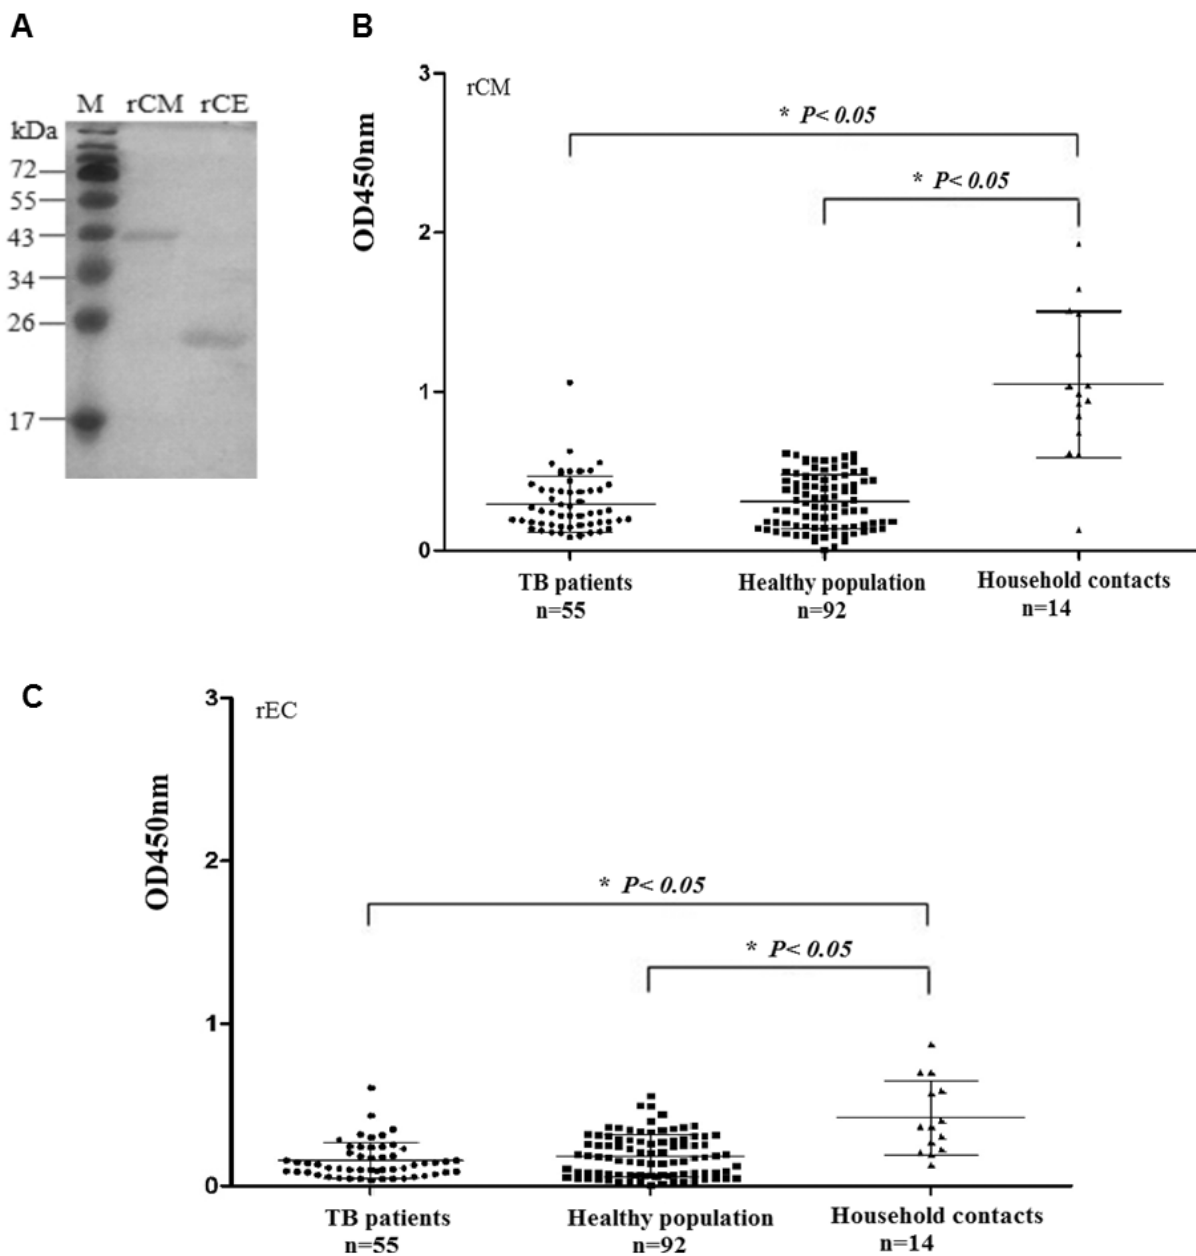 A
M rCM rCE
kDa
72
55
43
34
26
17
B
rCM
OD450nm
3
2
1
0
* P< 0.05
* P< 0.05
TB patients
n=55
Healthy population
n=92
Household contacts
n=14
C
rEC
OD450nm
3
2
1
0
* P< 0.05
* P< 0.05
TB patients
n=55
Healthy population
n=92
Household contacts
n=14